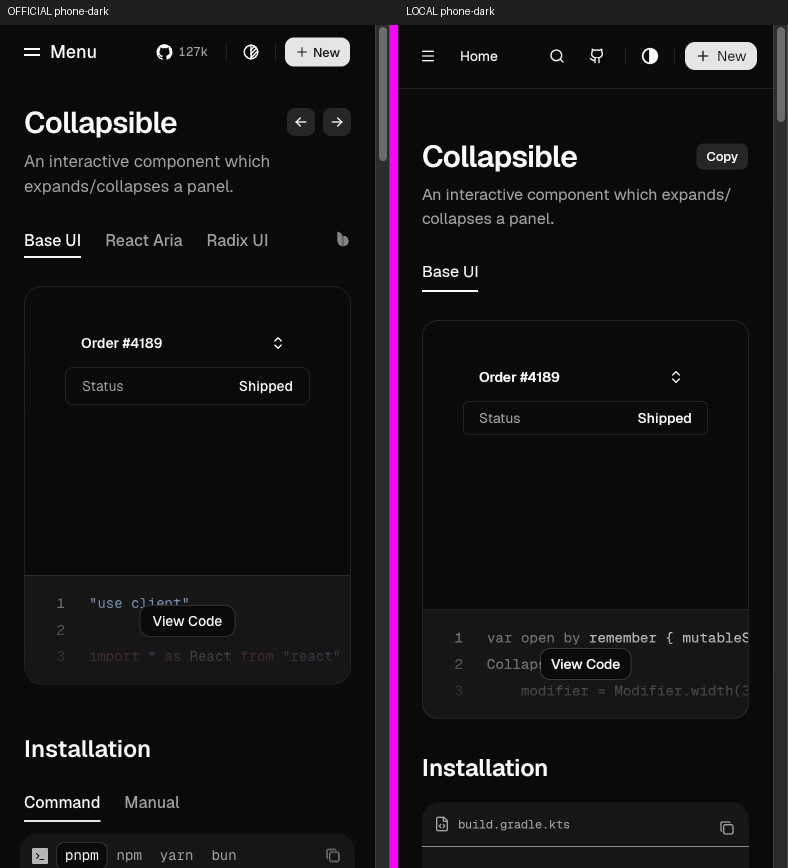 OFFICIAL phone-dark
Menu
127k
New
Collapsible
An interactive component which
expands/collapses a panel.
Base UI
React Aria
Radix UI
Order #4189
Status
Shipped
1 "use client"
2
3 import * as React from "react"
View Code
Installation
Command
Manual
pnpm
npm
yarn
bun
LOCAL phone-dark
Home
New
Collapsible
Copy
An interactive component which expands/
collapses a panel.
Base UI
Order #4189
Status
Shipped
1 var open by remember { mutableS
2 Collaps
3 modifier = Modifier.width(3
View Code
Installation
build.gradle.kts